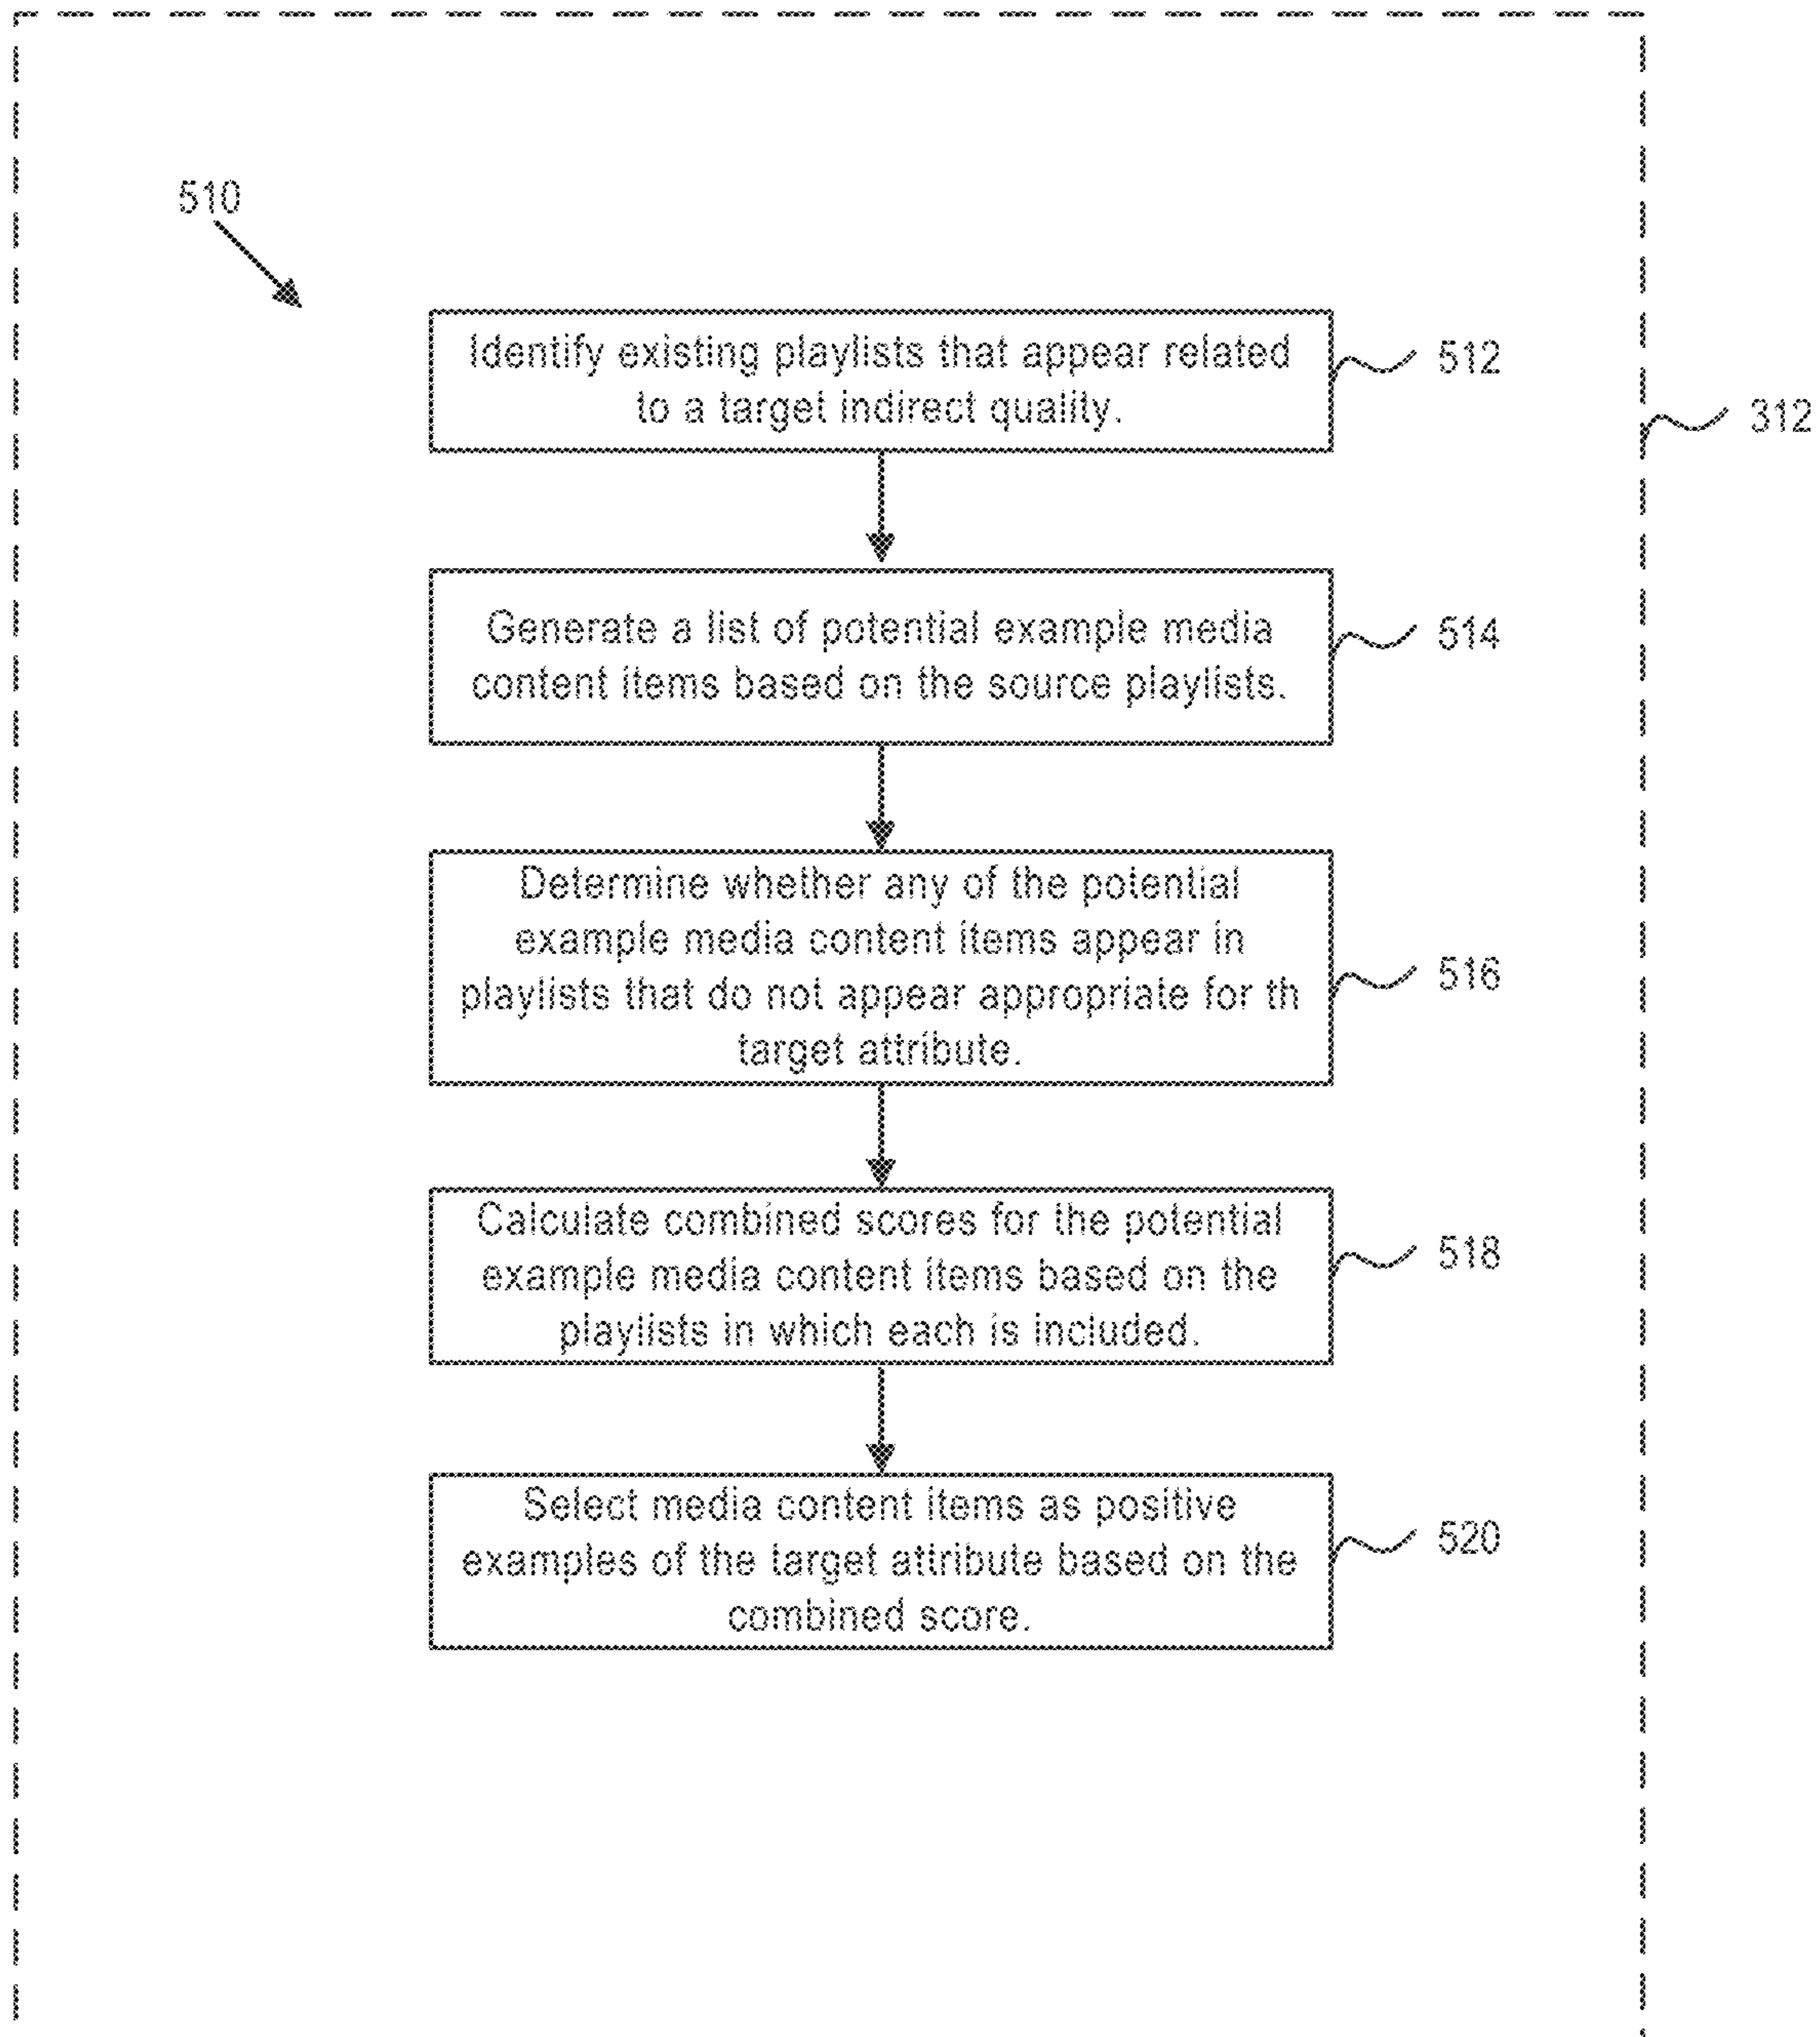 510
Identify existing playlists that appear related
to a target indirect quality.
512
312
Generate a list of potential example media
content items based on the source playlists.
514
Determine whether any of the potential
example media content items appear in
playlists that do not appear appropriate for th
target attribute.
516
Calculate combined scores for the potential
example media content items based on the
playlists in which each is included.
518
Select media content items as positive
examples of the target attribute based on the
combined score.
520